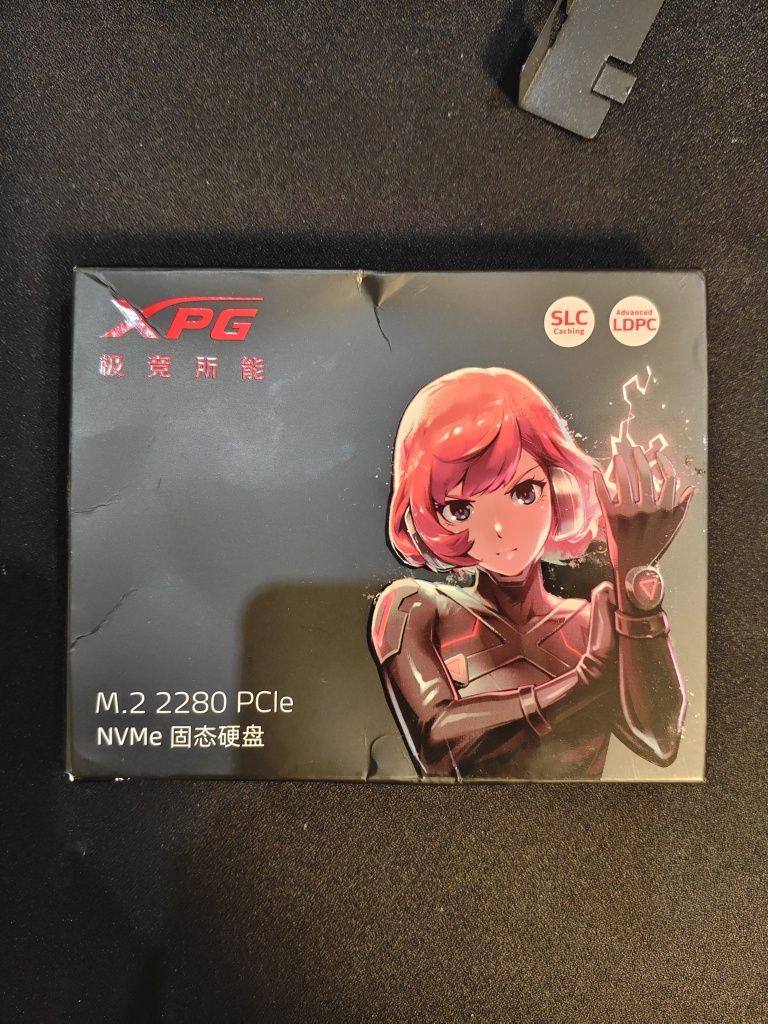 XPG
极竞所能
SLC
Caching
Advanced
LDPC
M.2 2280 PCIe
NVMe 固态硬盘